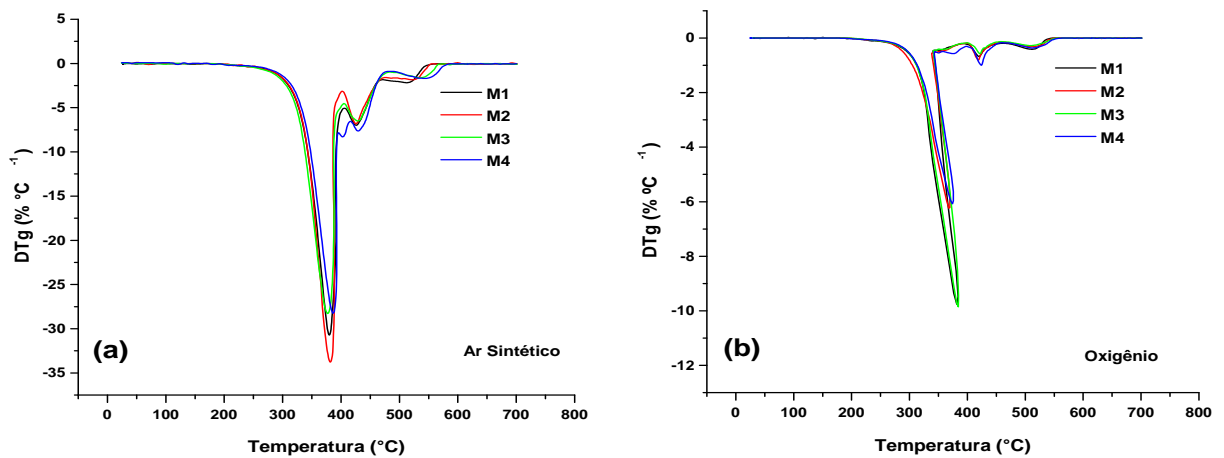 5
0
-5
-10
-15
-20
-25
-30
-35
DTg (% °C -1)
M1
M2
M3
M4
(a)
Ar Sintético
0 100 200 300 400 500 600 700 800
Temperatura (°C)
0
-2
-4
-6
-8
-10
-12
DTg (% ºC -1)
M1
M2
M3
M4
(b)
Oxigênio
0 100 200 300 400 500 600 700 800
Temperatura (°C)